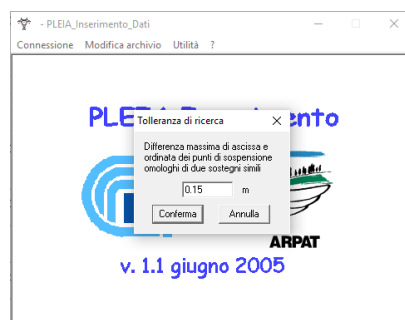 - PLEIA_Inserimento_Dati
Connessione Modifica archivio Utilità ?
Tolleranza di ricerca
Differenza massima di ascissa e
ordinata dei punti di sospensione
omologhi di due sostegni simili
0.15 m
Conferma Annulla
ARPAT
v. 1.1 giugno 2005